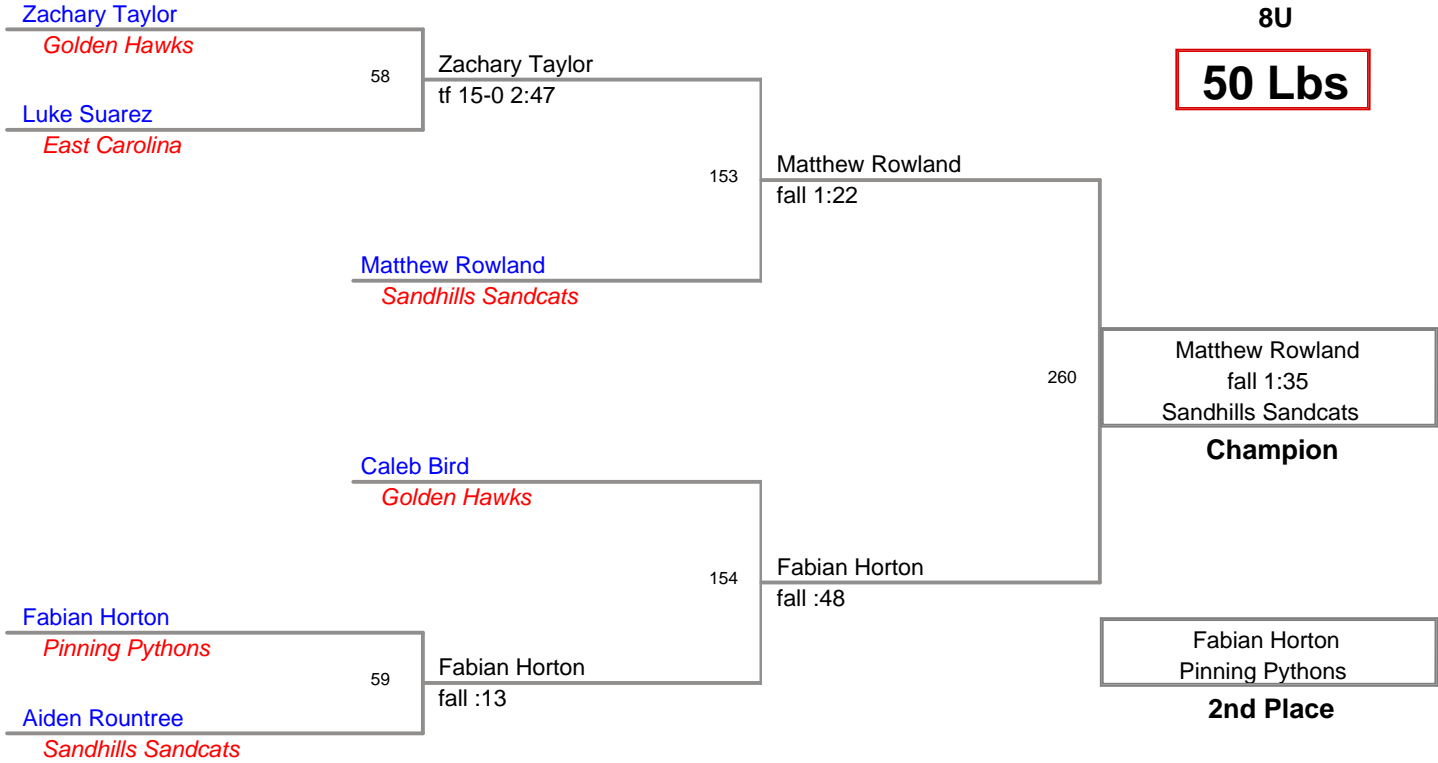 Zachary Taylor
Golden Hawks
8U
50 Lbs
58
Zachary Taylor
tf 15-0 2:47
Luke Suarez
East Carolina
153
Matthew Rowland
fall 1:22
Matthew Rowland
Sandhills Sandcats
260
Matthew Rowland
fall 1:35
Sandhills Sandcats
Champion
Caleb Bird
Golden Hawks
154
Fabian Horton
fall :48
Fabian Horton
Pinning Pythons
59
Fabian Horton
fall :13
Aiden Rountree
Sandhills Sandcats
Fabian Horton
Pinning Pythons
2nd Place